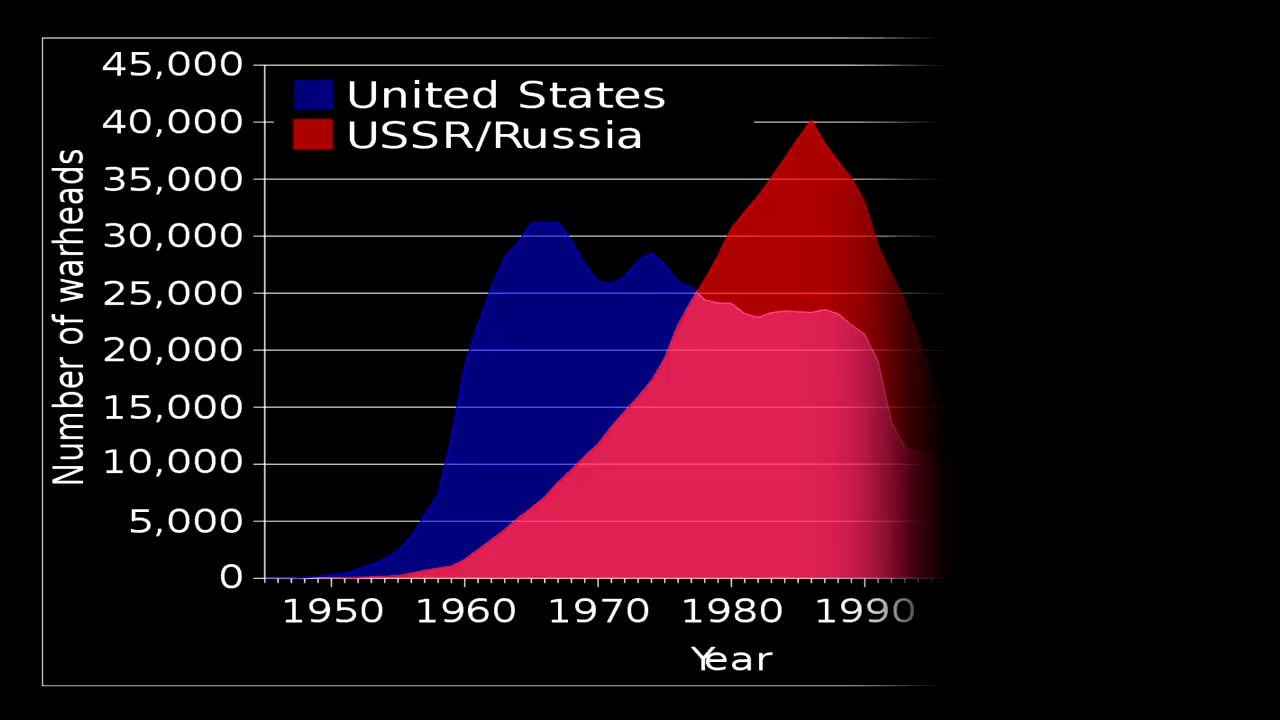 45,000
United States
40,000
USSR/Russia
35,000
30,000
25,000
20,000
15,000
10,000
5,000
0
Number of warheads
1950 1960 1970 1980 1990
Year